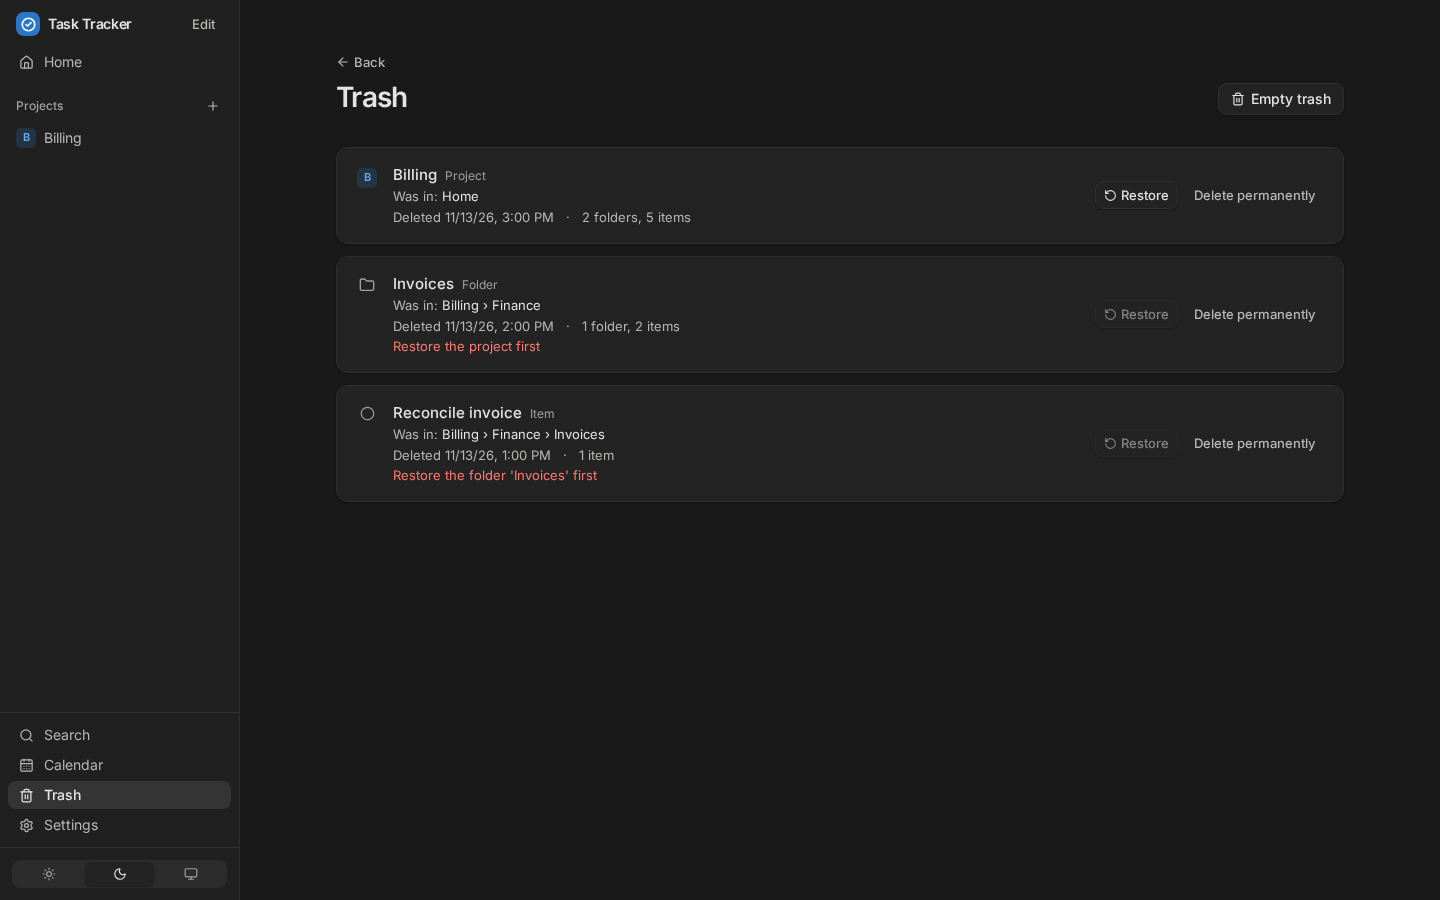 Task Tracker
Edit
Home
Projects
B Billing
Search
Calendar
Trash
Settings
Back
Trash
Empty trash
B Billing Project
Was in: Home
Deleted 11/13/26, 3:00 PM · 2 folders, 5 items
Restore Delete permanently
Invoices Folder
Was in: Billing › Finance
Deleted 11/13/26, 2:00 PM · 1 folder, 2 items
Restore the project first
Restore Delete permanently
Reconcile invoice Item
Was in: Billing › Finance › Invoices
Deleted 11/13/26, 1:00 PM · 1 item
Restore the folder 'Invoices' first
Restore Delete permanently